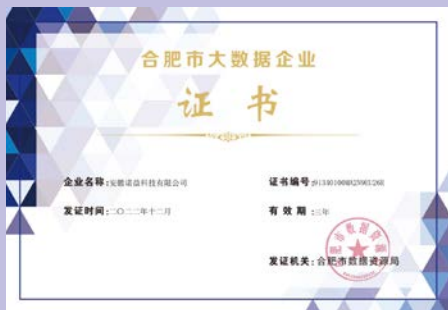 合肥市大数据企业
证书
企业名称:安徽诺益科技有限公司
证书编号:
发证时间:二〇二二年十二月
有效期:三年
发证机关:合肥市数据资源局